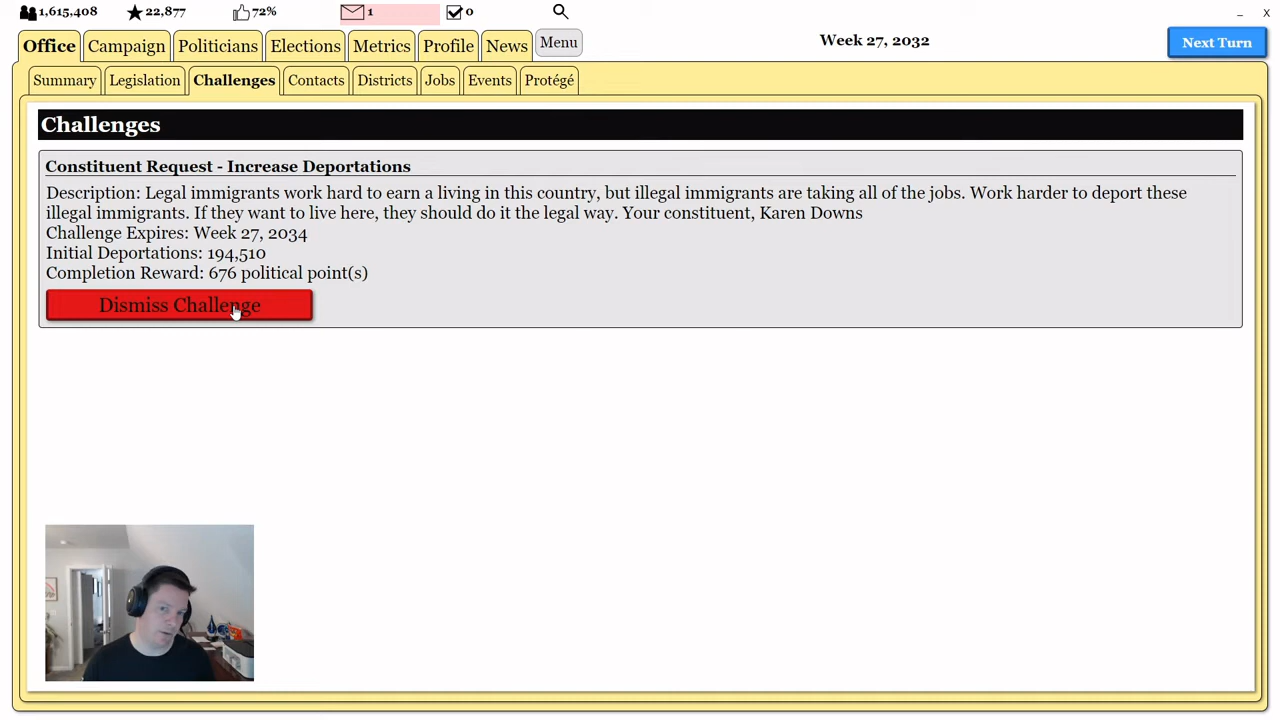 1,615,408 22,877 72% 1 0
_ x
Office Campaign Politicians Elections Metrics Profile News Menu
Week 27, 2032
Next Turn
Summary Legislation Challenges Contacts Districts Jobs Events Protégé
Challenges
Constituent Request - Increase Deportations
Description: Legal immigrants work hard to earn a living in this country, but illegal immigrants are taking all of the jobs. Work harder to deport these
illegal immigrants. If they want to live here, they should do it the legal way. Your constituent, Karen Downs
Challenge Expires: Week 27, 2034
Initial Deportations: 194,510
Completion Reward: 676 political point(s)
Dismiss Challenge